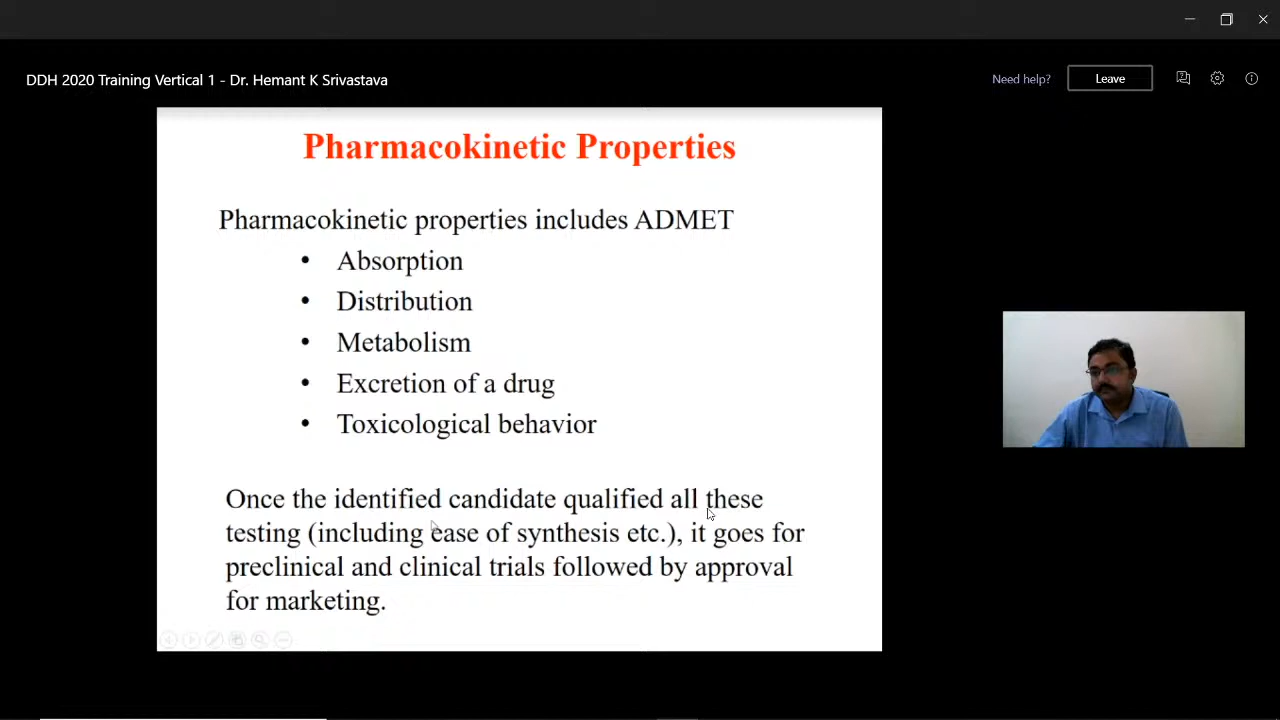 DDH 2020 Training Vertical 1 - Dr. Hemant K Srivastava
Need help?
Leave
Pharmacokinetic Properties
Pharmacokinetic properties includes ADMET
• Absorption
• Distribution
• Metabolism
• Excretion of a drug
• Toxicological behavior
Once the identified candidate qualified all these
testing (including ease of synthesis etc.), it goes for
preclinical and clinical trials followed by approval
for marketing.